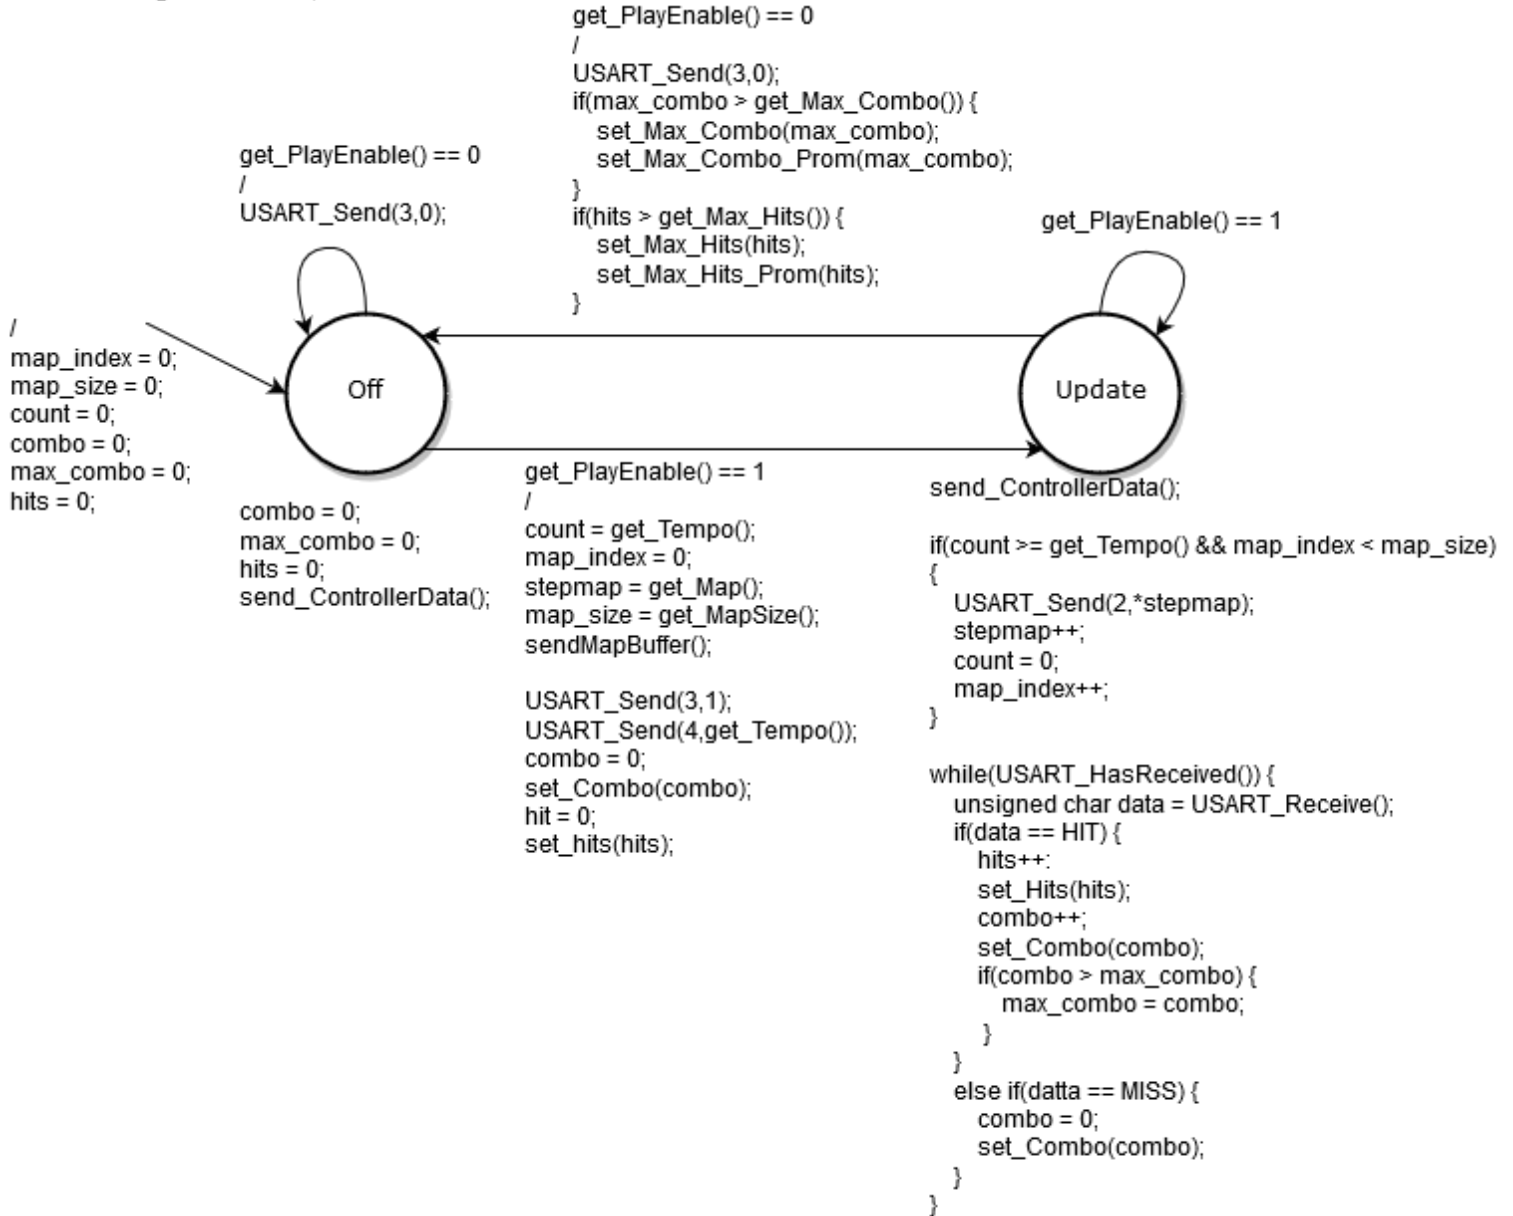 get_PlayEnable() == 0
/
USART_Send(3,0);
if(max_combo > get_Max_Combo()) {
set_Max_Combo(max_combo);
set_Max_Combo_Prom(max_combo);
}
if(hits > get_Max_Hits()) {
set_Max_Hits(hits);
set_Max_Hits_Prom(hits);
}
get_PlayEnable() == 0
/
USART_Send(3,0);
get_PlayEnable() == 1
/
map_index = 0;
map_size = 0;
count = 0;
combo = 0;
max_combo = 0;
hits = 0;
Off
Update
combo = 0;
max_combo = 0;
hits = 0;
send_ControllerData();
get_PlayEnable() == 1
/
count = get_Tempo();
map_index = 0;
stepmap = get_Map();
map_size = get_MapSize();
sendMapBuffer();
USART_Send(3,1);
USART_Send(4,get_Tempo());
combo = 0;
set_Combo(combo);
hit = 0;
set_hits(hits);
send_ControllerData();
if(count >= get_Tempo() && map_index < map_size)
{
USART_Send(2,*stepmap);
stepmap++;
count = 0;
map_index++;
}
while(USART_HasReceived()) {
unsigned char data = USART_Receive();
if(data == HIT) {
hits++:
set_Hits(hits);
combo++;
set_Combo(combo);
if(combo > max_combo) {
max_combo = combo;
}
}
else if(datta == MISS) {
combo = 0;
set_Combo(combo);
}
}